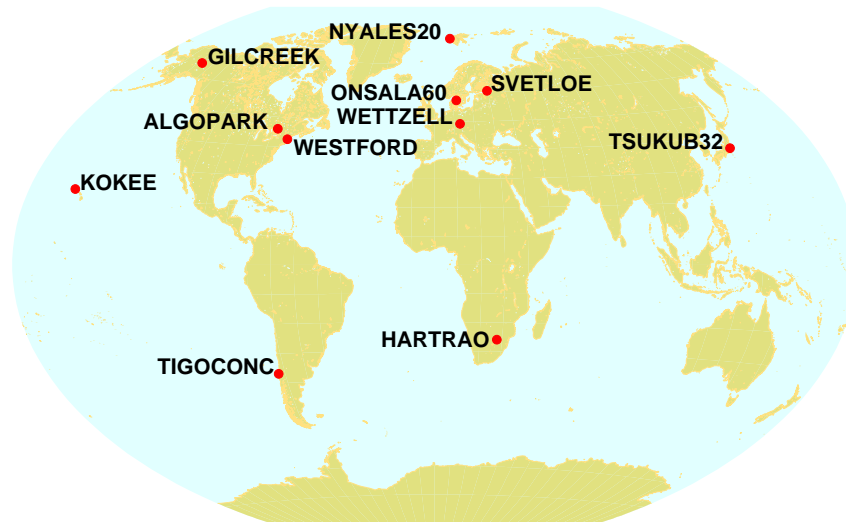 NYALES20
GILCREEK
SVETLOE
ONSALA60
WETTZELL
ALGOPARK
WESTFORD
TSUKUB32
KOKEE
HARTRAO
TIGOCONC